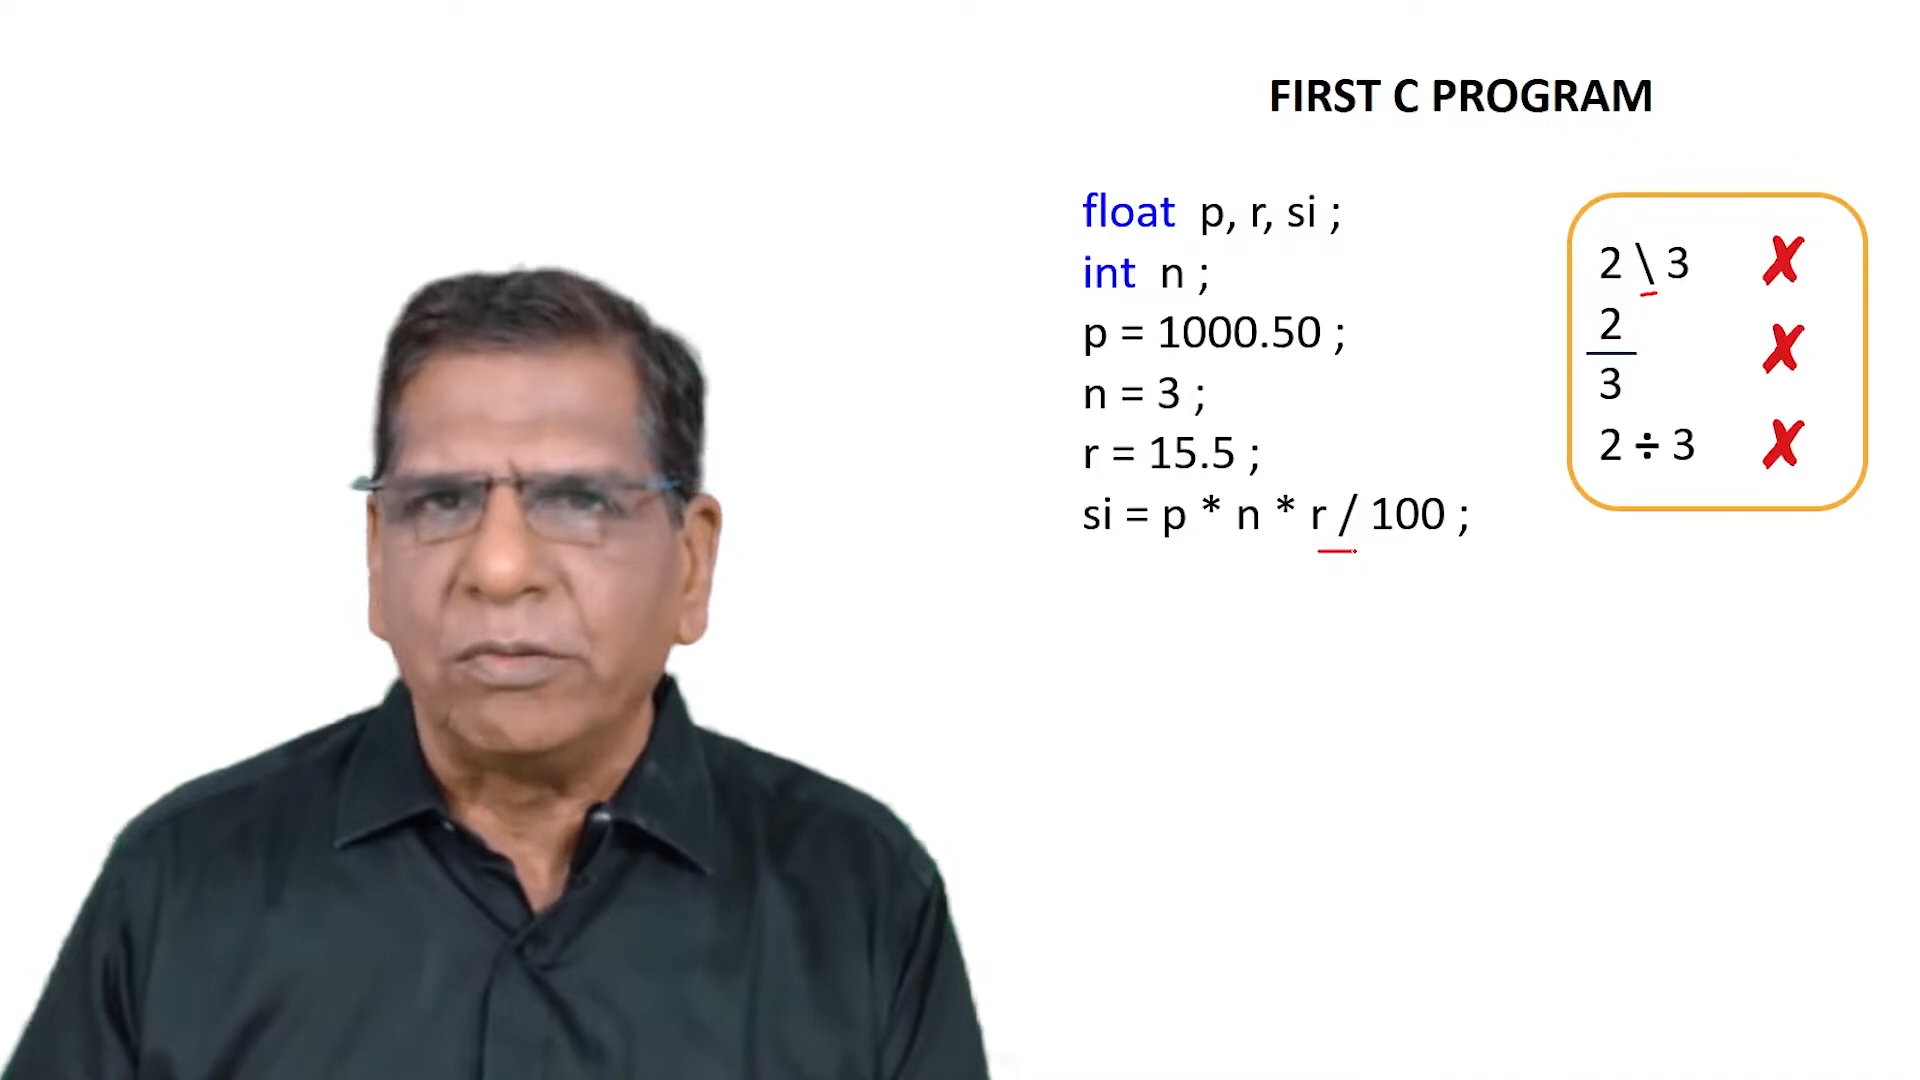 FIRST C PROGRAM
float p, r, si ;
int n ;
p = 1000.50 ;
n = 3 ;
r = 15.5 ;
si = p * n * r / 100 ;
2 \ 3 ✗
2
3 ✗
2 ÷ 3 ✗